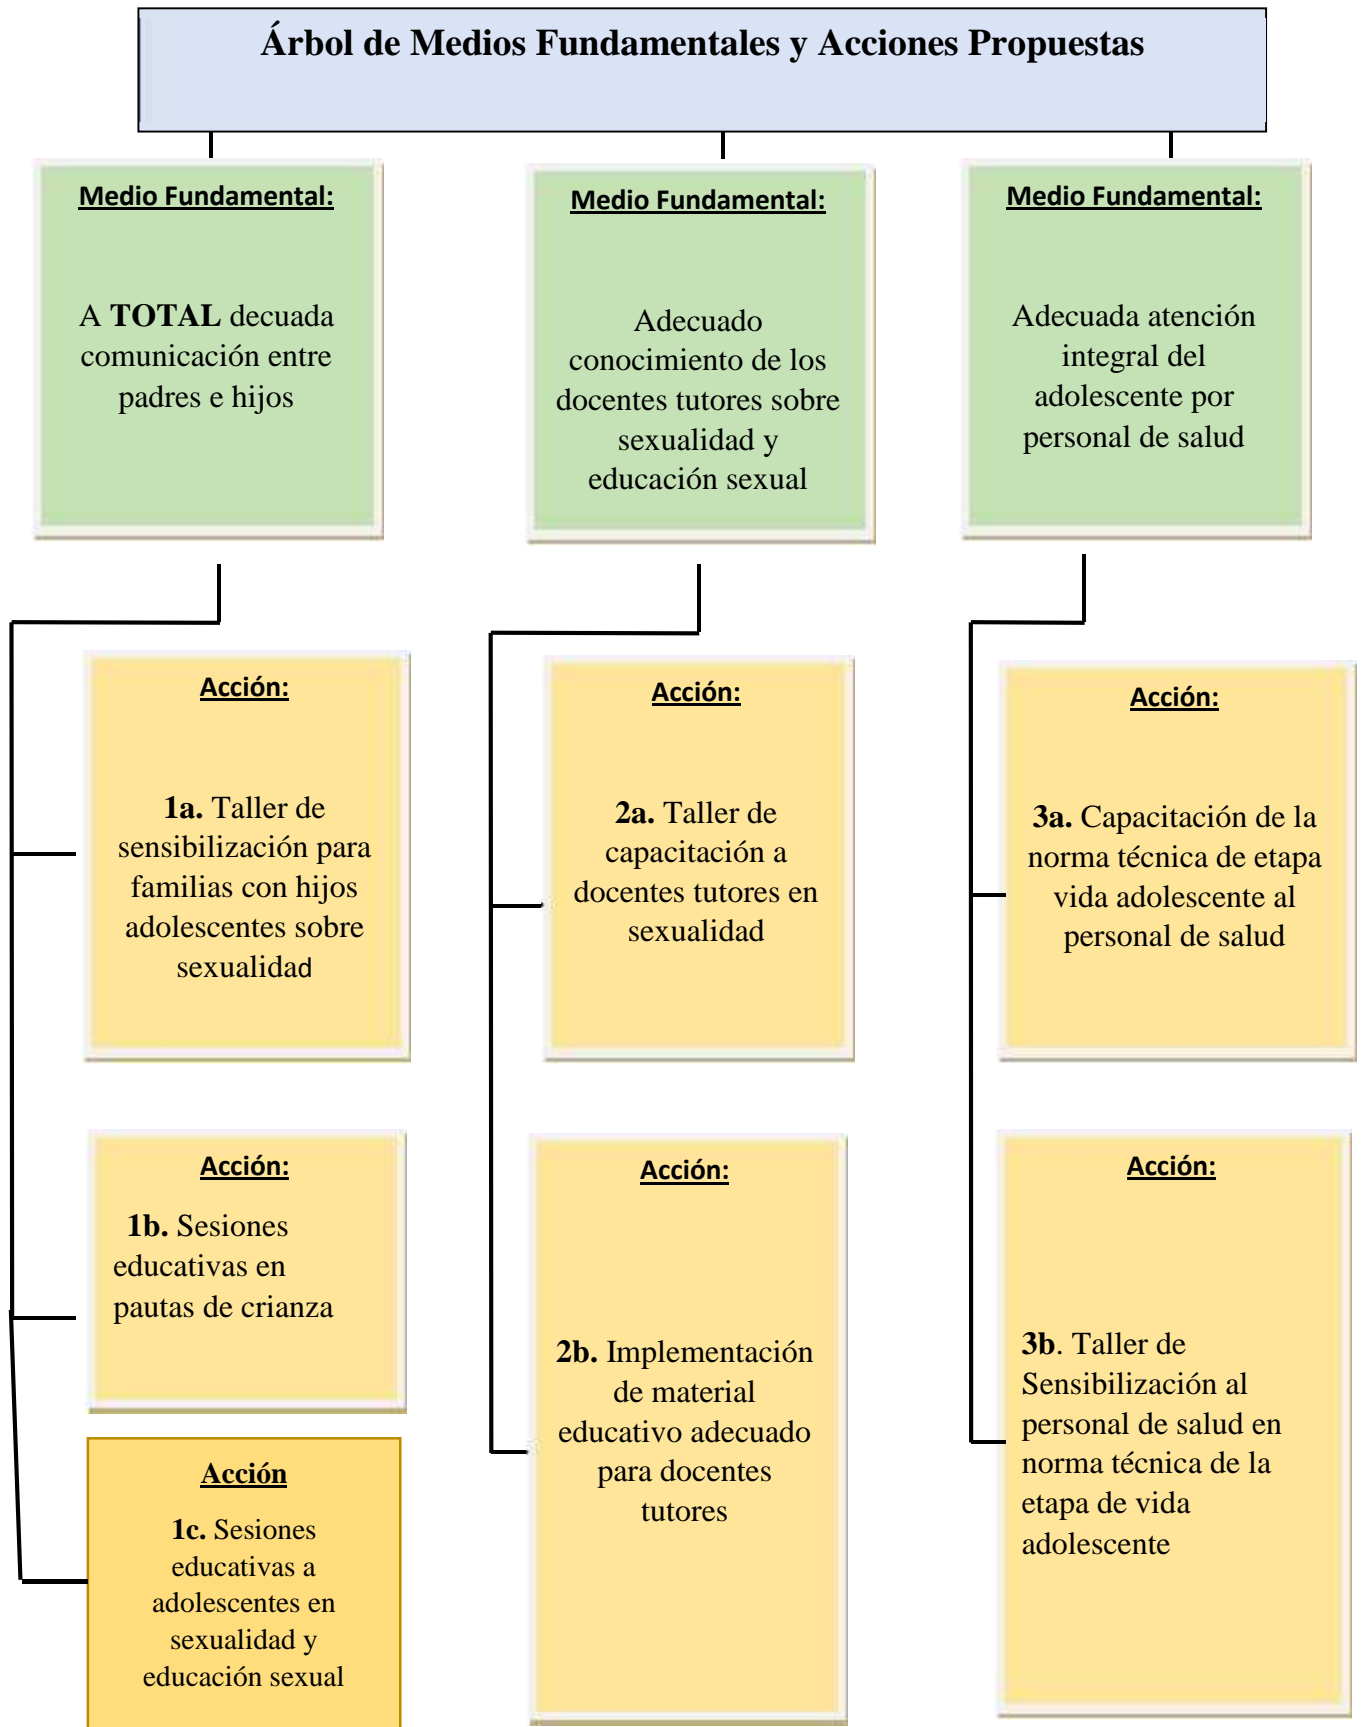 Árbol de Medios Fundamentales y Acciones Propuestas
Medio Fundamental:
A TOTAL decuada
comunicación entre
padres e hijos
Medio Fundamental:
Adecuado
conocimiento de los
docentes tutores sobre
sexualidad y
educación sexual
Medio Fundamental:
Adecuada atención
integral del
adolescente por
personal de salud
Acción:
1a. Taller de
sensibilización para
familias con hijos
adolescentes sobre
sexualidad
Acción:
2a. Taller de
capacitación a
docentes tutores en
sexualidad
Acción:
3a. Capacitación de la
norma técnica de etapa
vida adolescente al
personal de salud
Acción:
1b. Sesiones
educativas en
pautas de crianza
Acción:
2b. Implementación
de material
educativo adecuado
para docentes
tutores
Acción:
3b. Taller de
Sensibilización al
personal de salud en
norma técnica de la
etapa de vida
adolescente
Acción
1c. Sesiones
educativas a
adolescentes en
sexualidad y
educación sexual